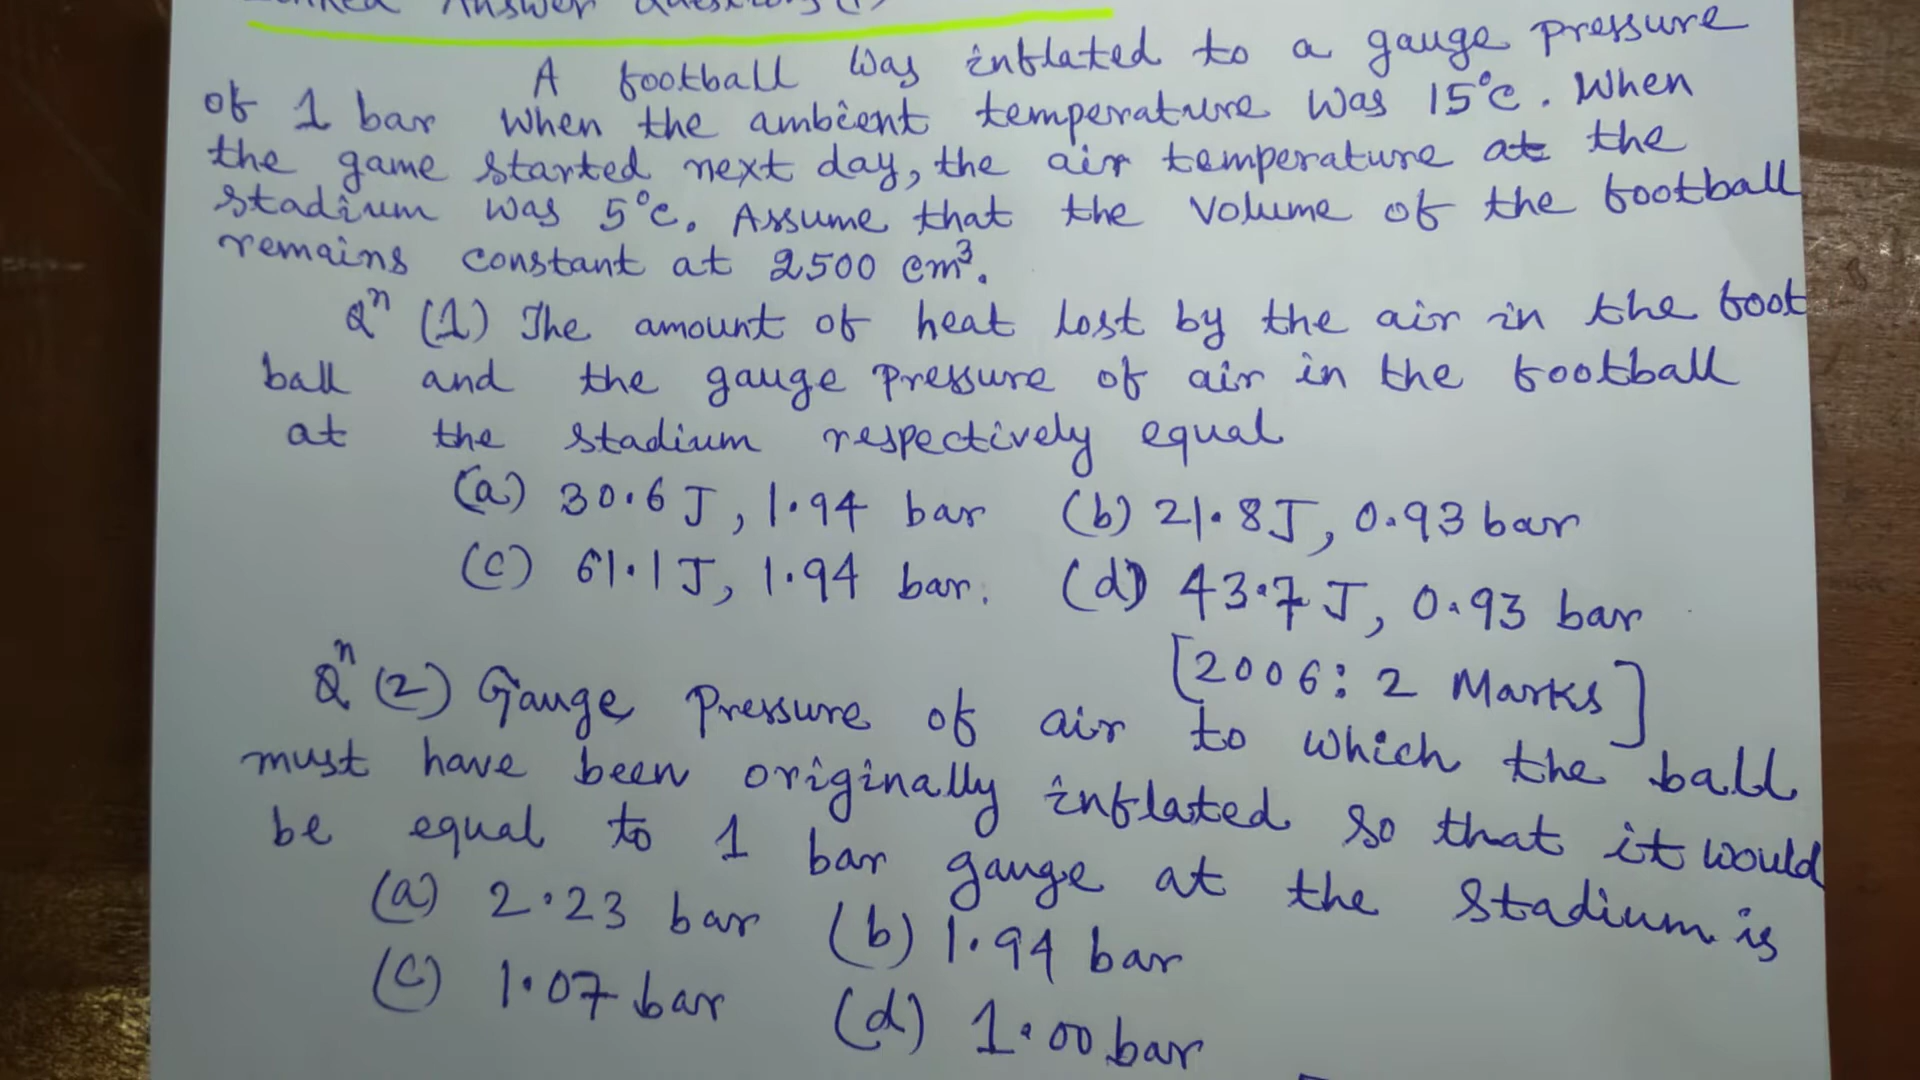 Answer Questions
A football was inflated to a gauge pressure
of 1 bar when the ambient temperature was 15°C. When
the game started next day, the air temperature at the
stadium was 5°C. Assume that the volume of the football
remains constant at 2500 cm³.
Qⁿ (1) The amount of heat lost by the air in the foot
ball and the gauge pressure of air in the football
at the stadium respectively equal
(a) 30.6 J, 1.94 bar (b) 21.8 J, 0.93 bar
(c) 61.1 J, 1.94 bar. (d) 43.7 J, 0.93 bar
[2006: 2 Marks]
Qⁿ (2) Gauge pressure of air to which the ball
must have been originally inflated so that it would
be equal to 1 bar gauge at the stadium is
(a) 2.23 bar (b) 1.94 bar
(c) 1.07 bar (d) 1.00 bar